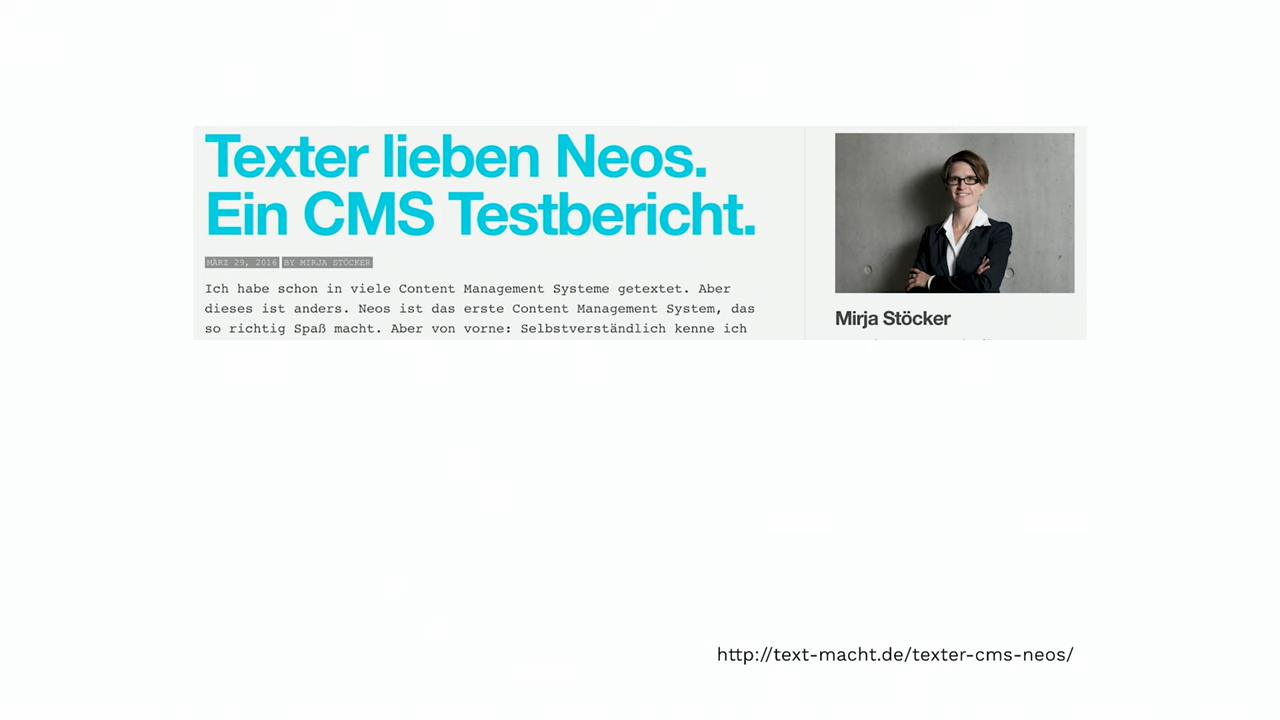 Texter lieben Neos.
Ein CMS Testbericht.
MÄRZ 29, 2016 BY MIRJA STÖCKER
Ich habe schon in viele Content Management Systeme getextet. Aber
dieses ist anders. Neos ist das erste Content Management System, das
so richtig Spaß macht. Aber von vorne: Selbstverständlich kenne ich
Mirja Stöcker
http://text-macht.de/texter-cms-neos/